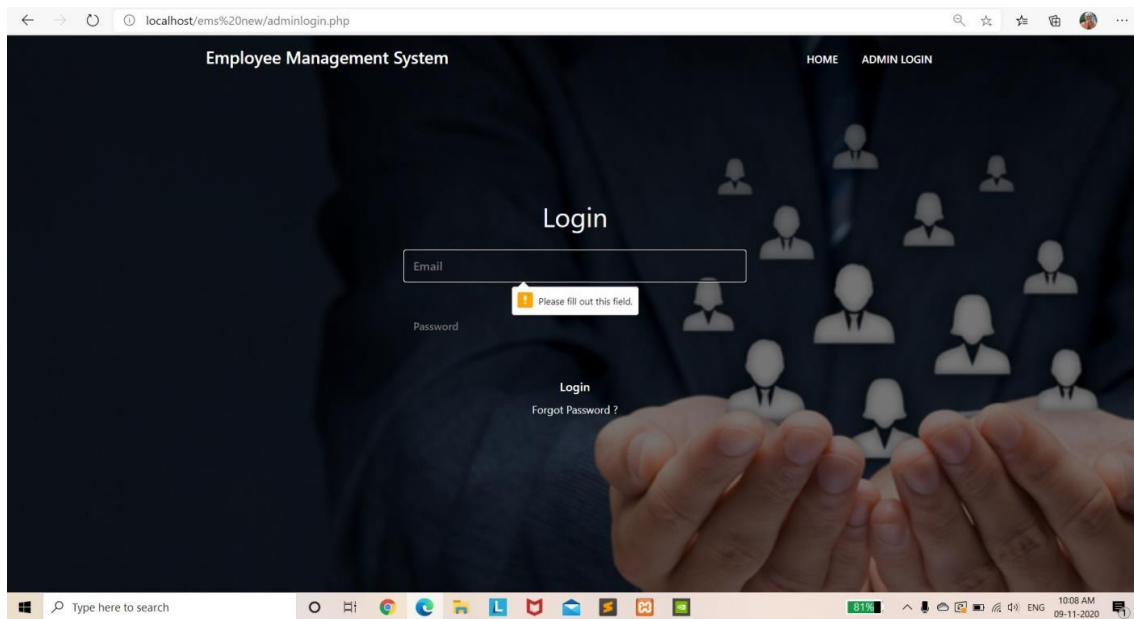 localhost/ems%20new/adminlogin.php
Employee Management System
HOME ADMIN LOGIN
Login
Email
! Please fill out this field.
Password
Login
Forgot Password ?
Type here to search
L
81%
ENG
10:08 AM
09-11-2020
1